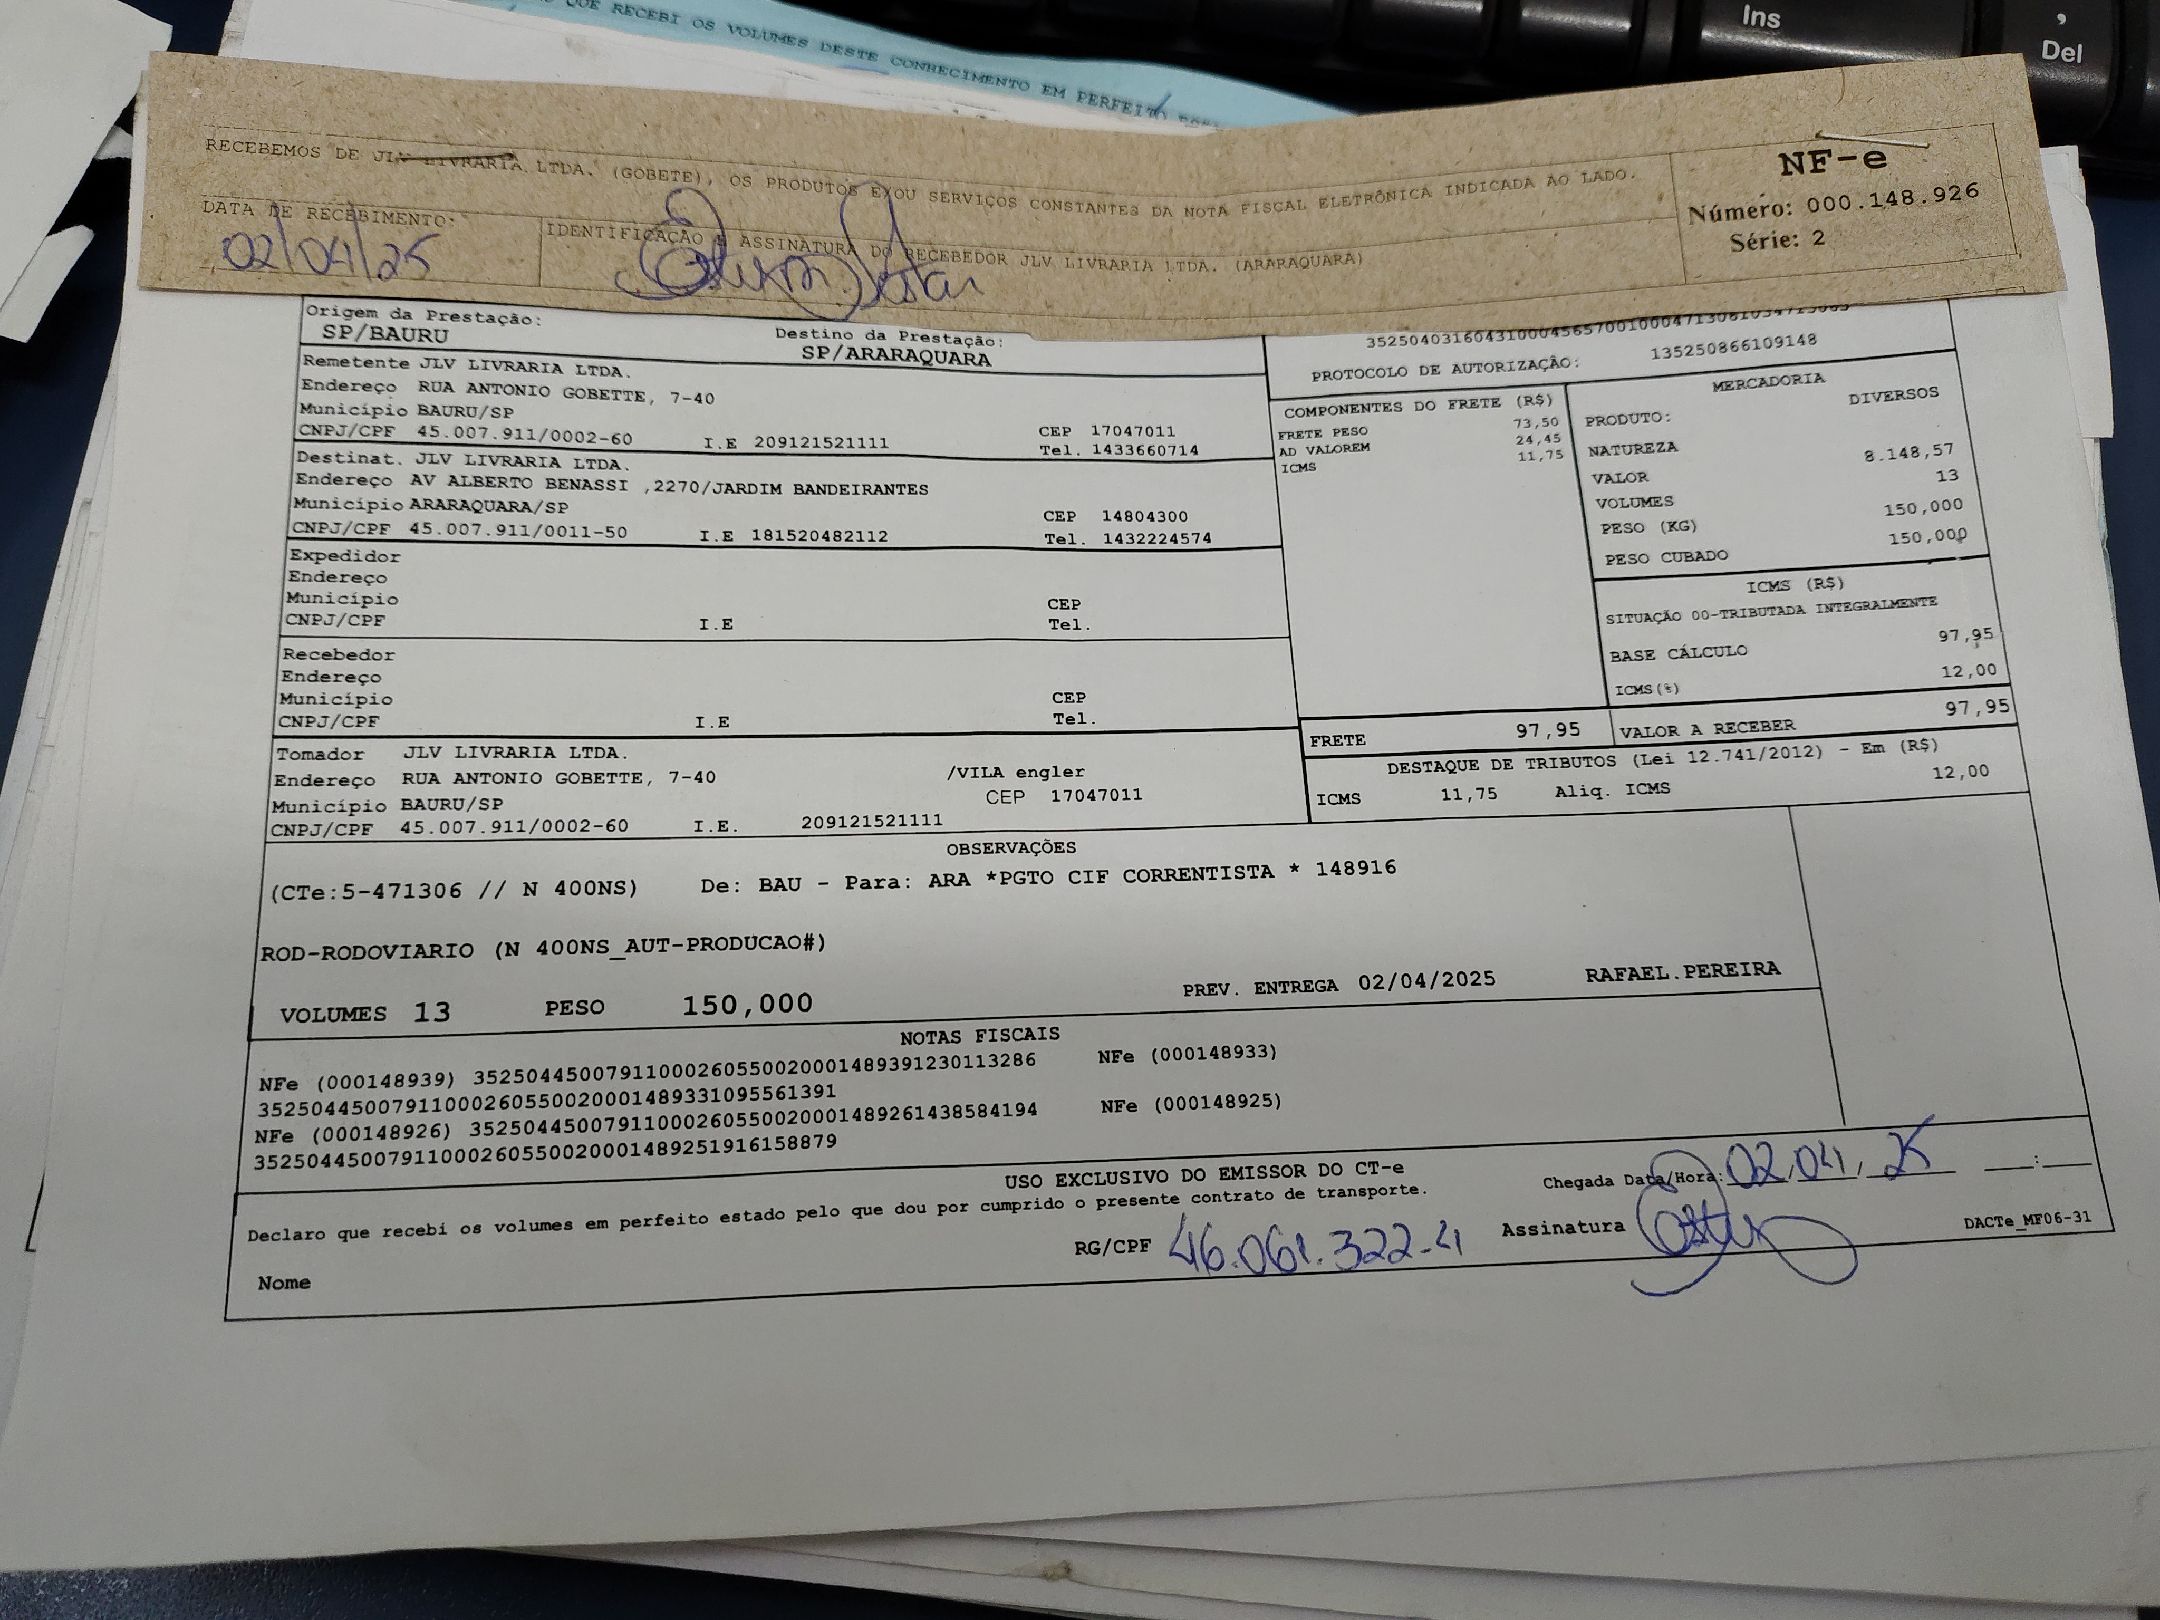 Ins
,
Del
QUE RECEBI OS VOLUMES DESTE CONHECIMENTO EM PERFEITO
RECEBEMOS DE JLV LIVRARIA LTDA. (GOBETE), OS PRODUTOS E/OU SERVIÇOS CONSTANTES DA NOTA FISCAL ELETRÔNICA INDICADA AO LADO.
NF-e
Número: 000.148.926
Série: 2
DATA DE RECEBIMENTO:
02/04/25
IDENTIFICAÇÃO E ASSINATURA DO RECEBEDOR JLV LIVRARIA LTDA. (ARARAQUARA)
Origem da Prestação:
SP/BAURU
Destino da Prestação:
SP/ARARAQUARA
PROTOCOLO DE AUTORIZAÇÃO: 135250866109148
Remetente JLV LIVRARIA LTDA.
Endereço RUA ANTONIO GOBETTE, 7-40
Município BAURU/SP
CEP 17047011
CNPJ/CPF 45.007.911/0002-60 I.E 209121521111 Tel. 1433660714
Destinat. JLV LIVRARIA LTDA.
Endereço AV ALBERTO BENASSI ,2270/JARDIM BANDEIRANTES
Município ARARAQUARA/SP CEP 14804300
CNPJ/CPF 45.007.911/0011-50 I.E 181520482112 Tel. 1432224574
Expedidor
Endereço
Município CEP
CNPJ/CPF I.E Tel.
Recebedor
Endereço
Município CEP
CNPJ/CPF I.E Tel.
Tomador JLV LIVRARIA LTDA.
Endereço RUA ANTONIO GOBETTE, 7-40 /VILA engler
Município BAURU/SP CEP 17047011
CNPJ/CPF 45.007.911/0002-60 I.E. 209121521111
COMPONENTES DO FRETE (R$)
FRETE PESO 73,50
AD VALOREM 24,45
ICMS 11,75
MERCADORIA
PRODUTO: DIVERSOS
NATUREZA
VALOR 8.148,57
VOLUMES 13
PESO (KG) 150,000
PESO CUBADO 150,000
ICMS (R$)
SITUAÇÃO 00-TRIBUTADA INTEGRALMENTE
BASE CÁLCULO 97,95
ICMS(%) 12,00
FRETE 97,95 VALOR A RECEBER 97,95
DESTAQUE DE TRIBUTOS (Lei 12.741/2012) - Em (R$)
ICMS 11,75 Aliq. ICMS 12,00
OBSERVAÇÕES
(CTe:5-471306 // N 400NS) De: BAU - Para: ARA *PGTO CIF CORRENTISTA * 148916
ROD-RODOVIARIO (N 400NS_AUT-PRODUCAO#)
VOLUMES 13 PESO 150,000 PREV. ENTREGA 02/04/2025 RAFAEL.PEREIRA
NOTAS FISCAIS
NFe (000148939) 35250445007911000260550020001489391230113286 NFe (000148933)
35250445007911000260550020001489331095561391
NFe (000148926) 35250445007911000260550020001489261438584194 NFe (000148925)
35250445007911000260550020001489251916158879
USO EXCLUSIVO DO EMISSOR DO CT-e
Declaro que recebi os volumes em perfeito estado pelo que dou por cumprido o presente contrato de transporte.
Chegada Data/Hora: 02/04/25 __:__
Nome
RG/CPF 46.061.322-4
Assinatura
DACTe_MF06-31